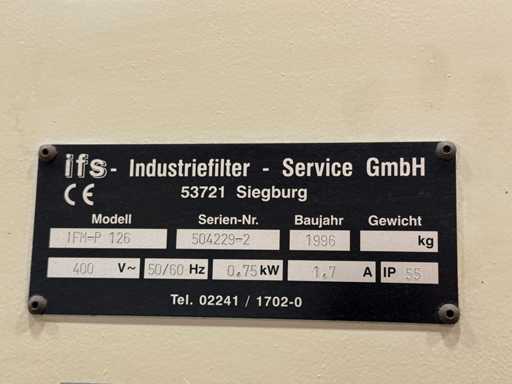 ifs - Industriefilter - Service GmbH
CE 53721 Siegburg
Modell Serien-Nr. Baujahr Gewicht
IFM-P 126 504229-2 1996 kg
400 V~ 50/60 Hz 0.75 kW 1.7 A IP 55
Tel. 02241 / 1702-0